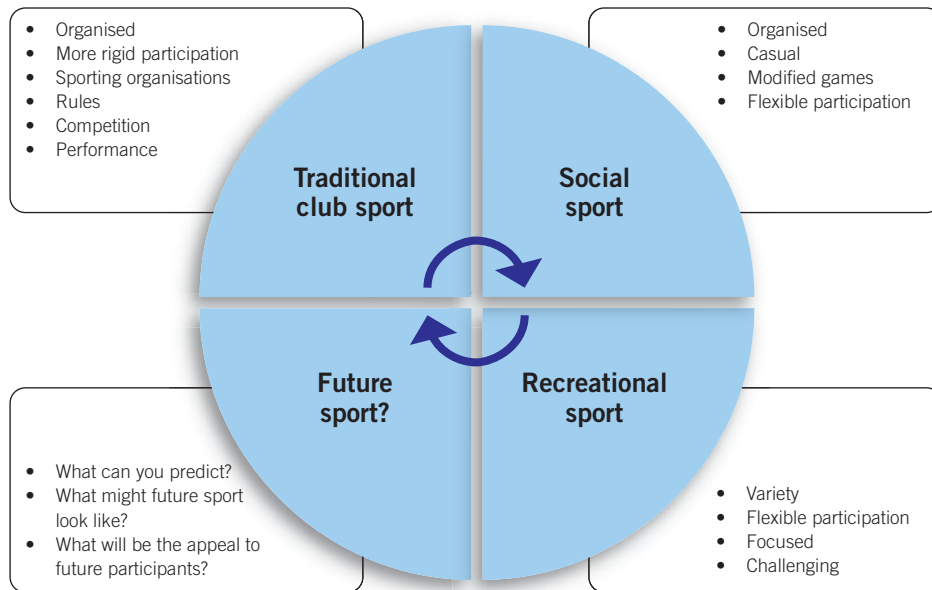 • Organised
• More rigid participation
• Sporting organisations
• Rules
• Competition
• Performance
• Organised
• Casual
• Modified games
• Flexible participation
Traditional
club sport
Social
sport
Future
sport?
Recreational
sport
• What can you predict?
• What might future sport
look like?
• What will be the appeal to
future participants?
• Variety
• Flexible participation
• Focused
• Challenging